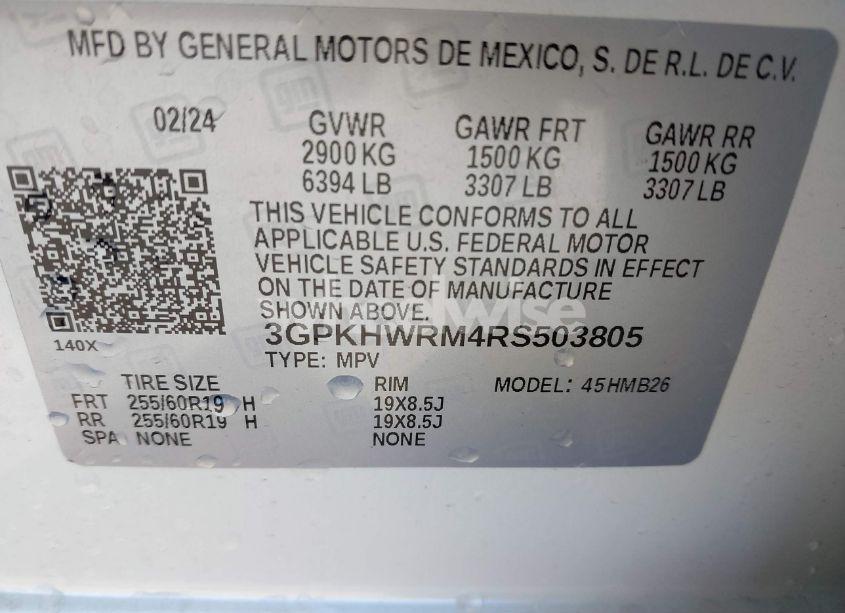 MFD BY GENERAL MOTORS DE MEXICO, S. DE R.L. DE C.V.
02/24 GVWR GAWR FRT GAWR RR
2900 KG 1500 KG 1500 KG
6394 LB 3307 LB 3307 LB
THIS VEHICLE CONFORMS TO ALL
APPLICABLE U.S. FEDERAL MOTOR
VEHICLE SAFETY STANDARDS IN EFFECT
ON THE DATE OF MANUFACTURE
SHOWN ABOVE.
3GPKHWRM4RS503805
140X
TYPE: MPV
TIRE SIZE RIM MODEL: 45HMB26
FRT 255/60R19 H 19X8.5J
RR 255/60R19 H 19X8.5J
SPA NONE NONE